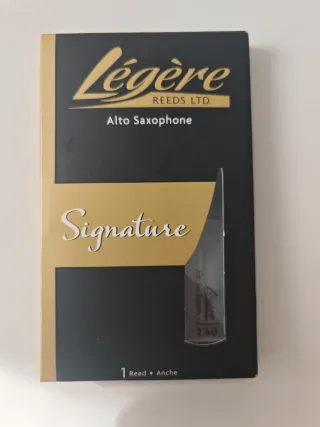 Légère
REEDS LTD.
Alto Saxophone
Signature
2.50
1 Reed • Anche